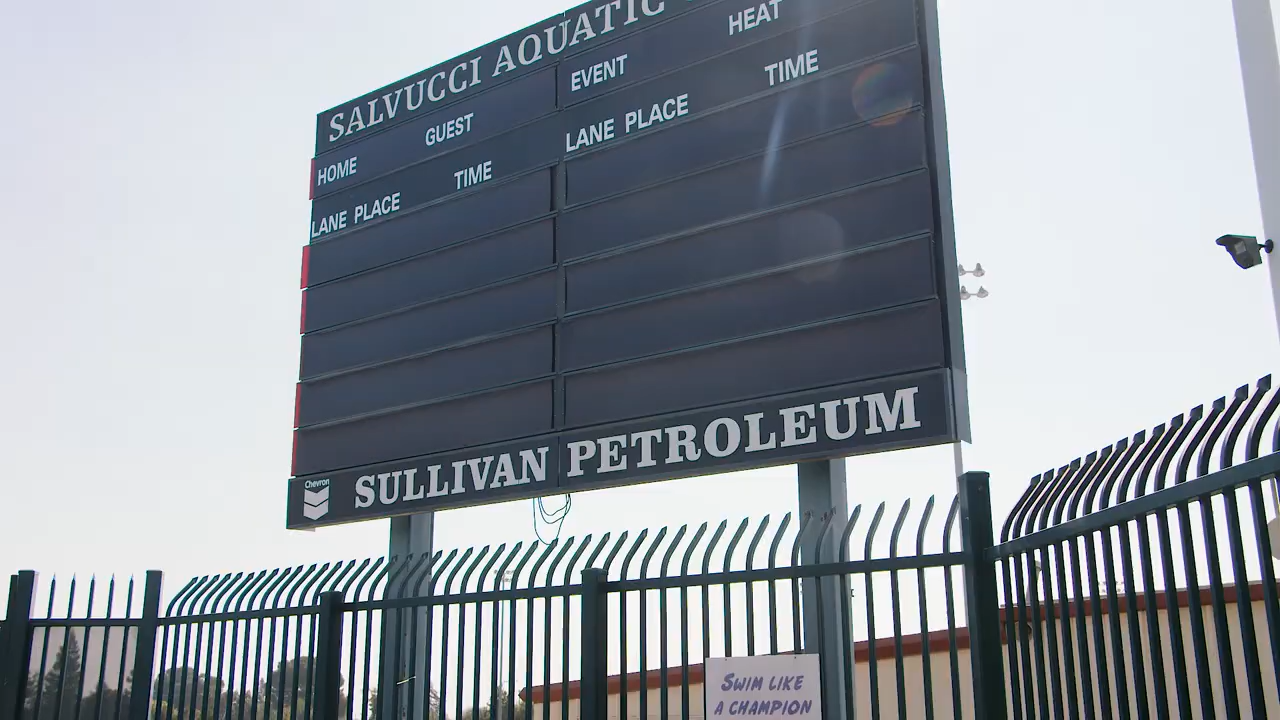 SALVUCCI AQUATIC
HOME GUEST EVENT HEAT
LANE PLACE TIME LANE PLACE TIME
Chevron SULLIVAN PETROLEUM
SWIM LIKE
A CHAMPION